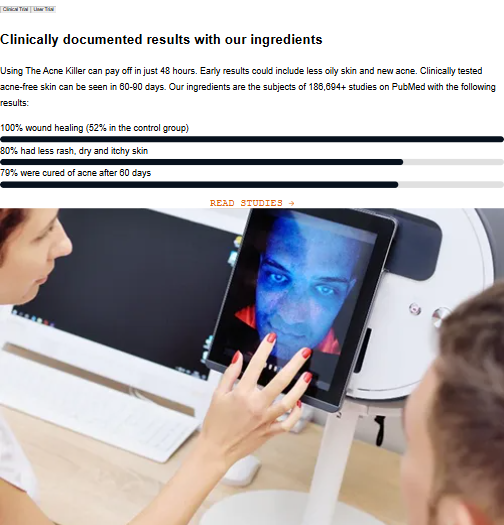 Clinical Trial | User Trial
Clinically documented results with our ingredients
Using The Acne Killer can pay off in just 48 hours. Early results could include less oily skin and new acne. Clinically tested
acne-free skin can be seen in 60-90 days. Our ingredients are the subjects of 186,694+ studies on PubMed with the following
results:
100% wound healing (52% in the control group)
80% had less rash, dry and itchy skin
79% were cured of acne after 60 days
READ STUDIES →